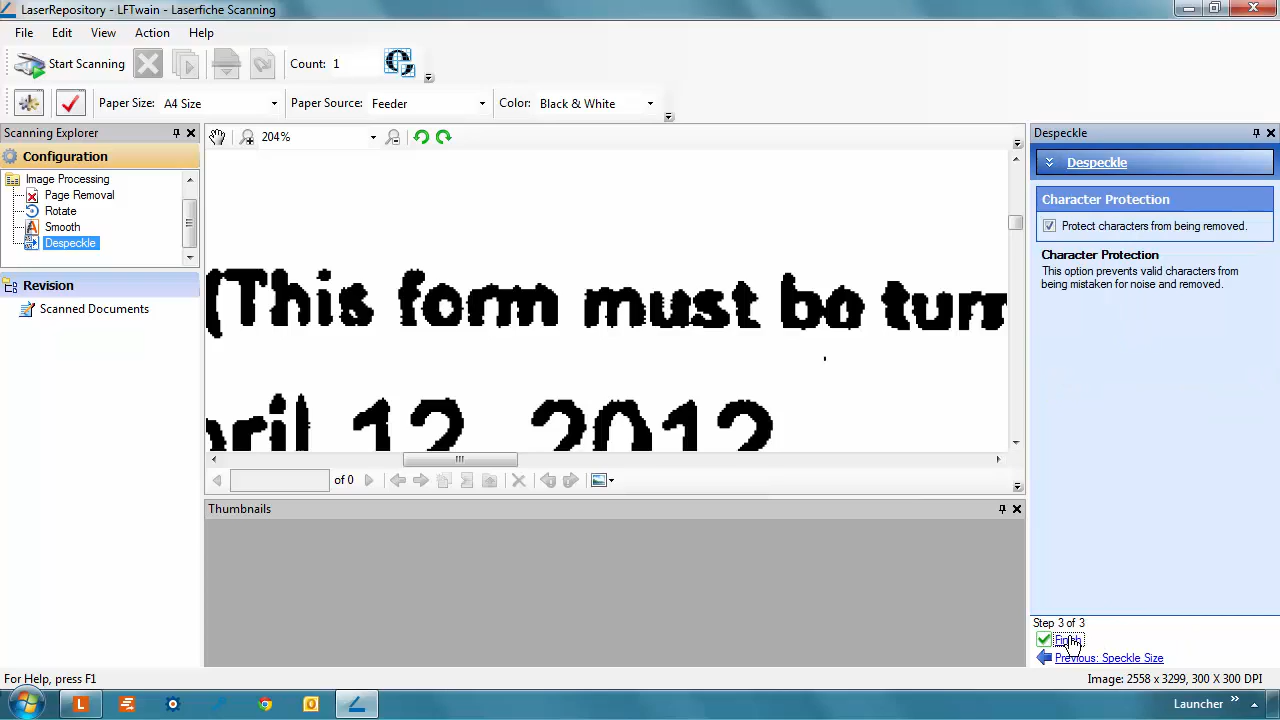 LaserRepository - LFTwain - Laserfiche Scanning
File Edit View Action Help
Start Scanning Count: 1
Paper Size: A4 Size Paper Source: Feeder Color: Black & White
Scanning Explorer
Configuration
Image Processing
Page Removal
Rotate
Smooth
Despeckle
Revision
Scanned Documents
204%
(This form must be turn
ril 12, 2012
of 0
Thumbnails
Despeckle
Despeckle
Character Protection
Protect characters from being removed.
Character Protection
This option prevents valid characters from
being mistaken for noise and removed.
Step 3 of 3
Finish
Previous: Speckle Size
For Help, press F1
Image: 2558 x 3299, 300 X 300 DPI
Launcher